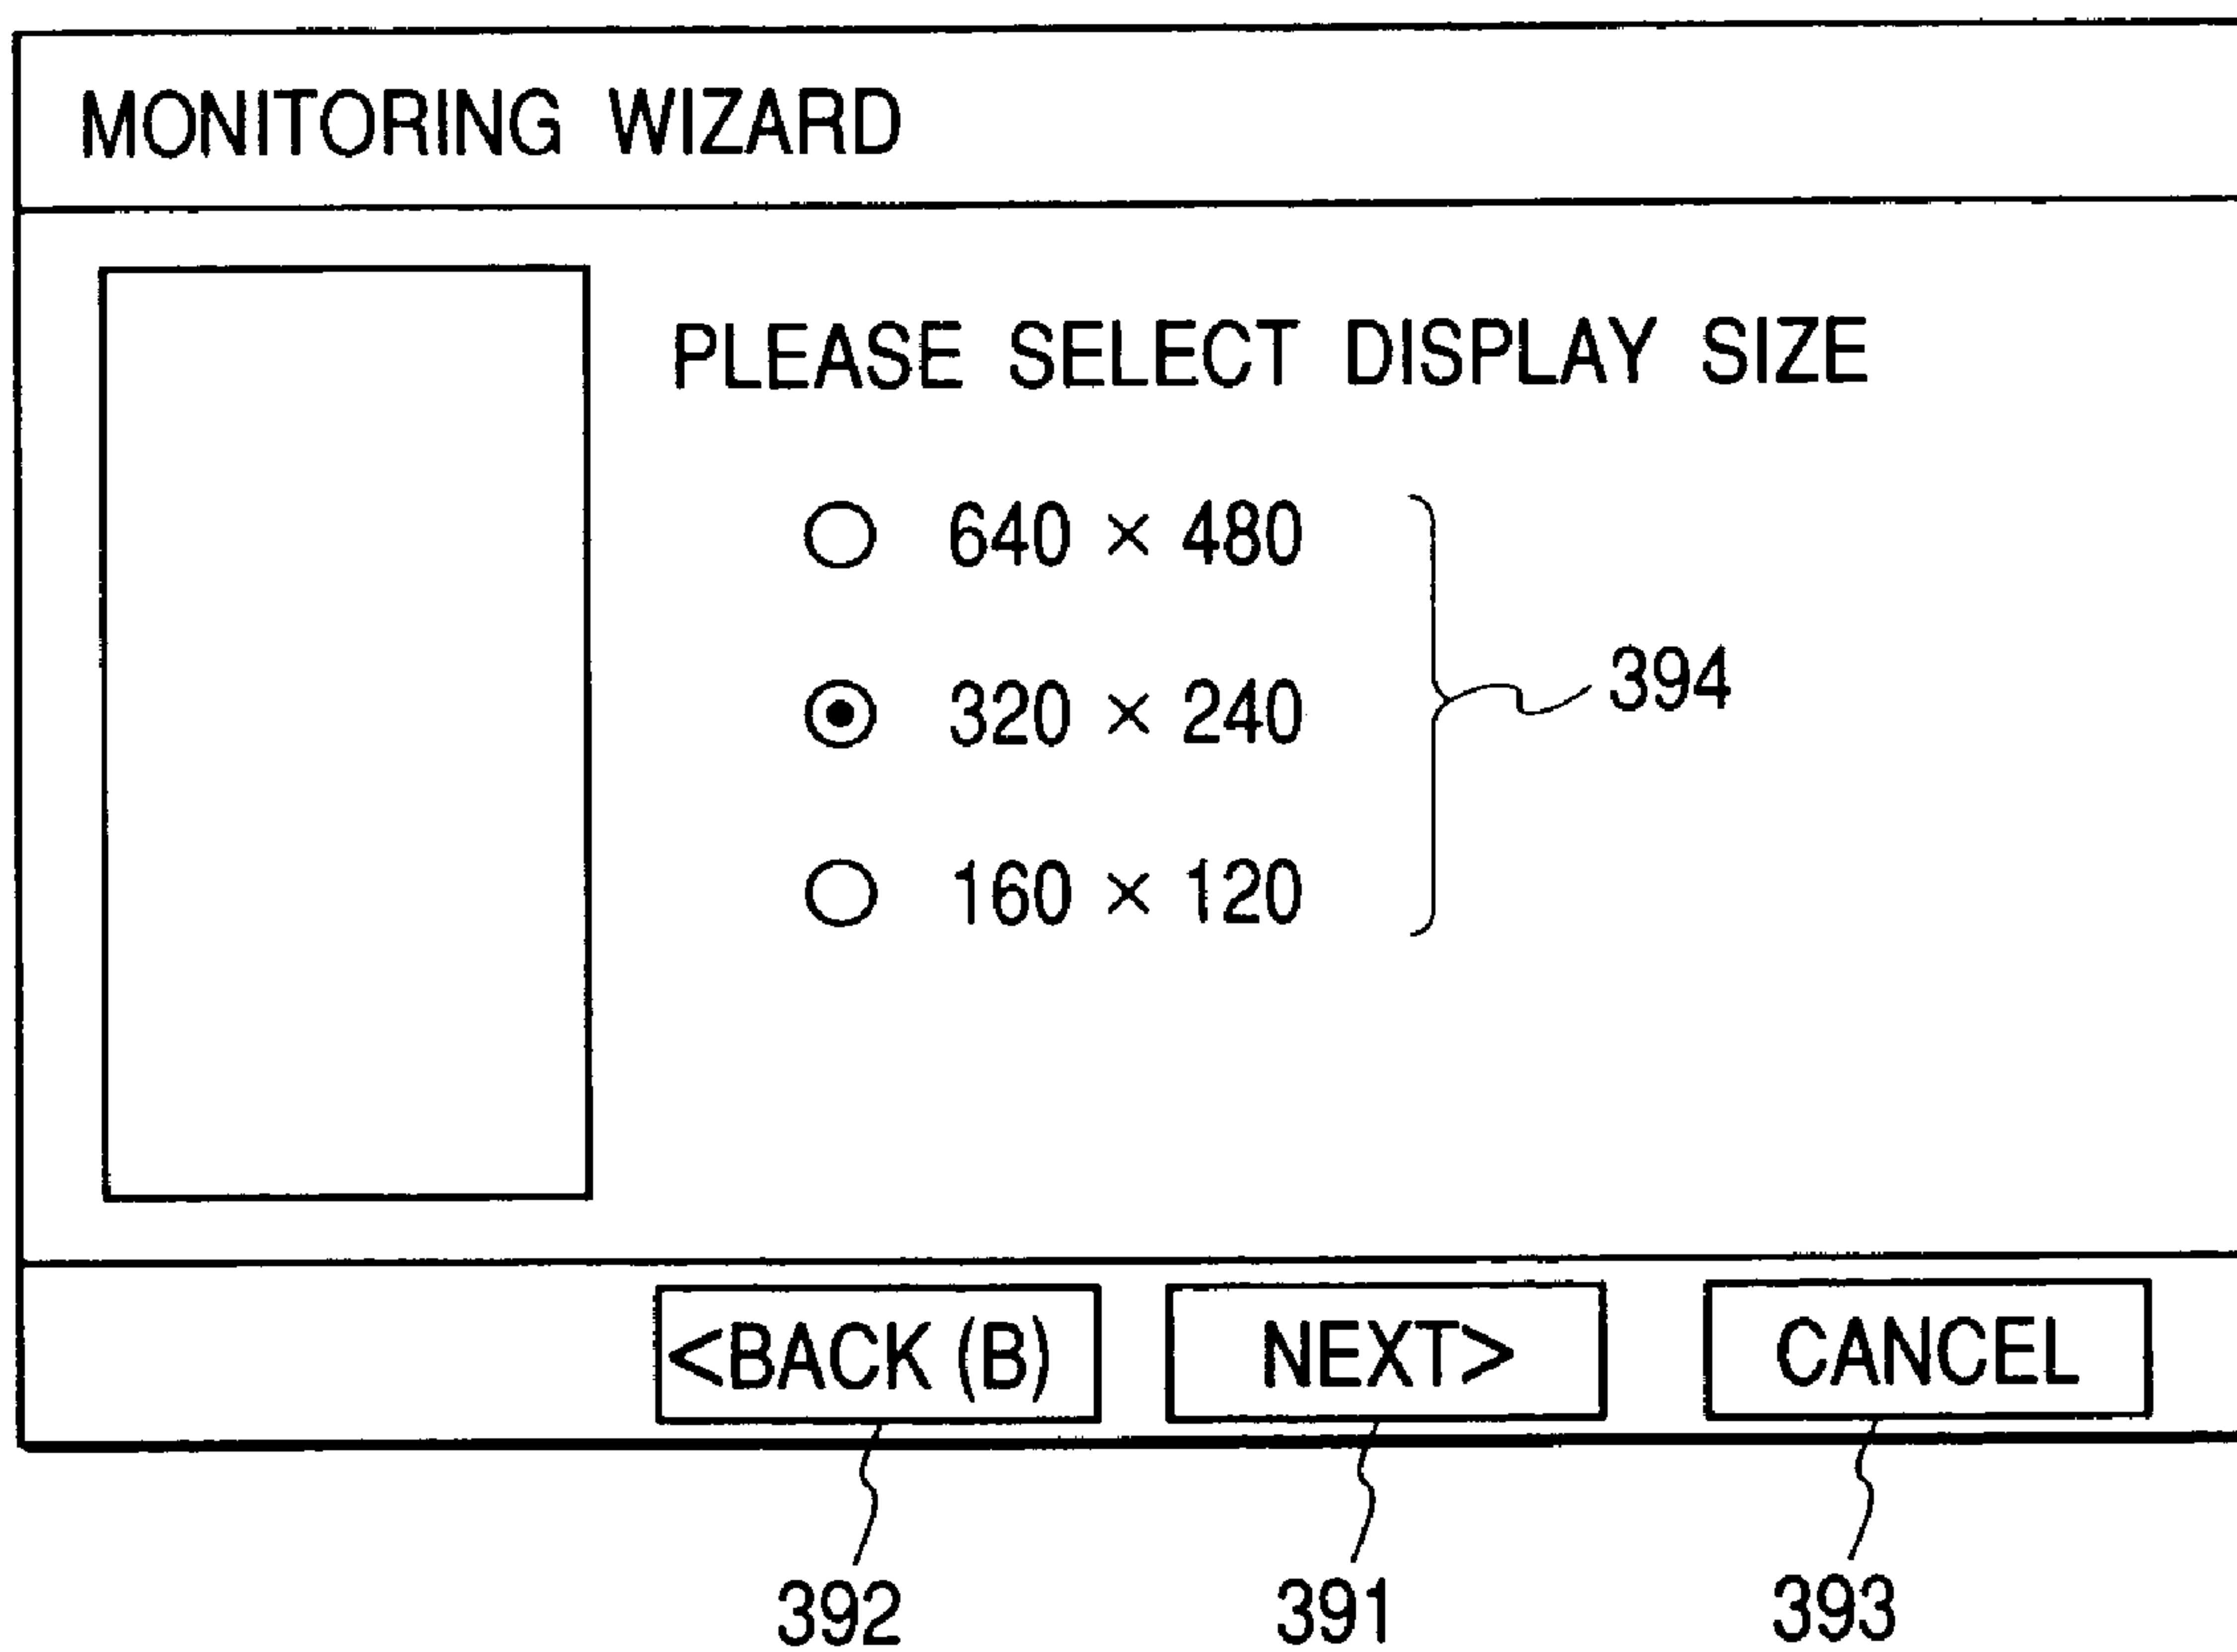 MONITORING WIZARD
PLEASE SELECT DISPLAY SIZE
640 × 480
320 × 240
394
160 × 120
<BACK (B)
NEXT>
CANCEL
392
391
393